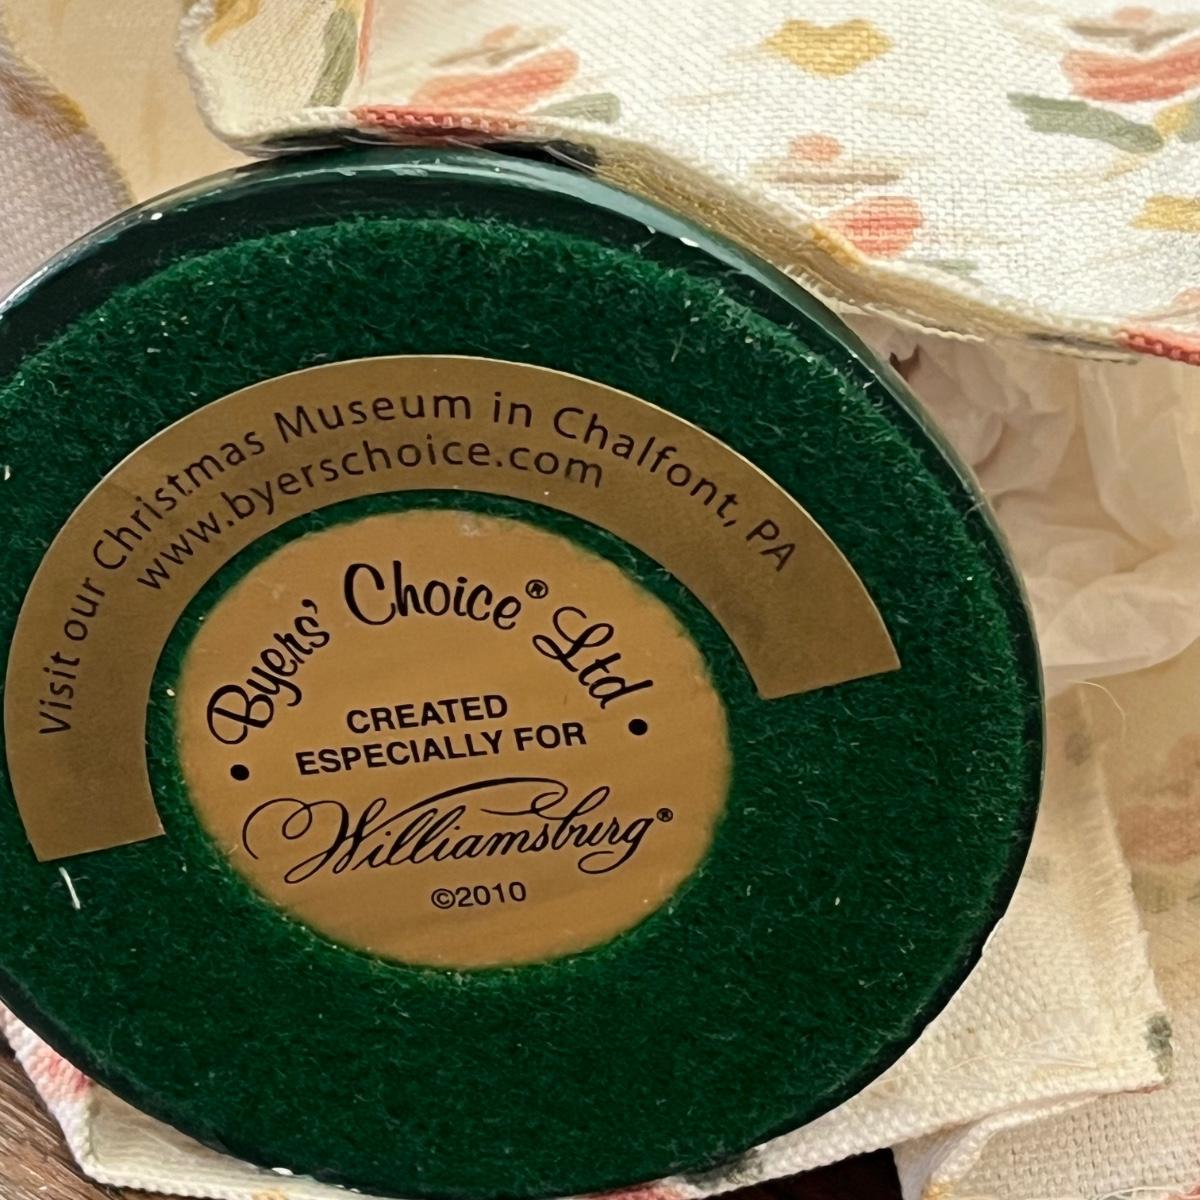 Visit our Christmas Museum in Chalfont, PA
www.byerschoice.com
Byers' Choice® Ltd
• CREATED •
ESPECIALLY FOR
Williamsburg®
©2010